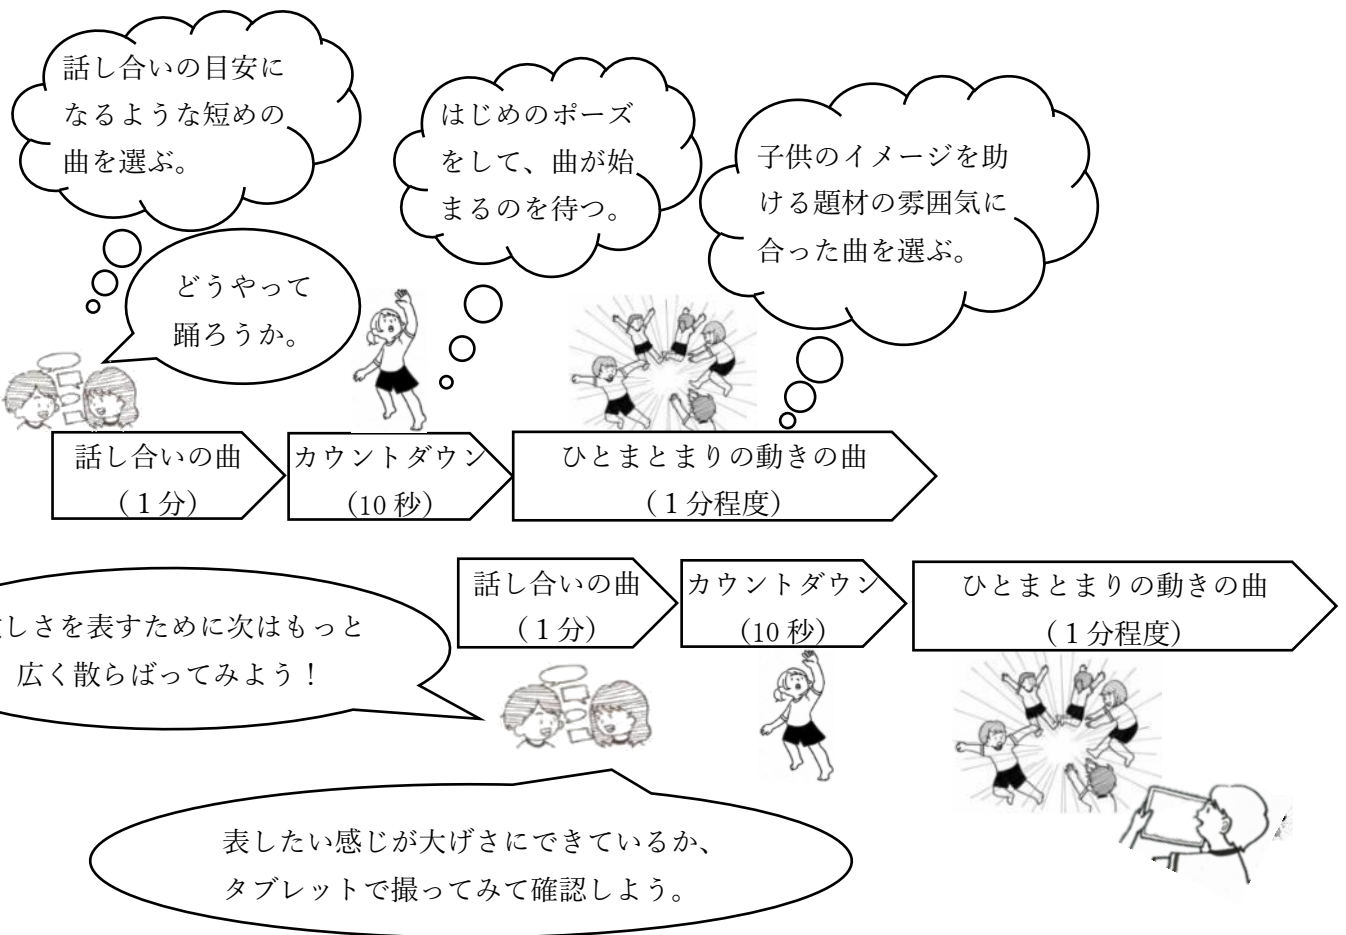 話し合いの目安に
なるような短めの
曲を選ぶ。
はじめのポーズ
をして、曲が始
まるのを待つ。
子供のイメージを助
ける題材の雰囲気に
合った曲を選ぶ。
どうやって
踊ろうか。
話し合いの曲
（１分）
カウントダウン
（10 秒）
ひとまとまりの動きの曲
（１分程度）
話し合いの曲
（１分）
カウントダウン
（10 秒）
ひとまとまりの動きの曲
（１分程度）
しさを表すために次はもっと
広く散らばってみよう！
表したい感じが大げさにできているか、
タブレットで撮ってみて確認しよう。